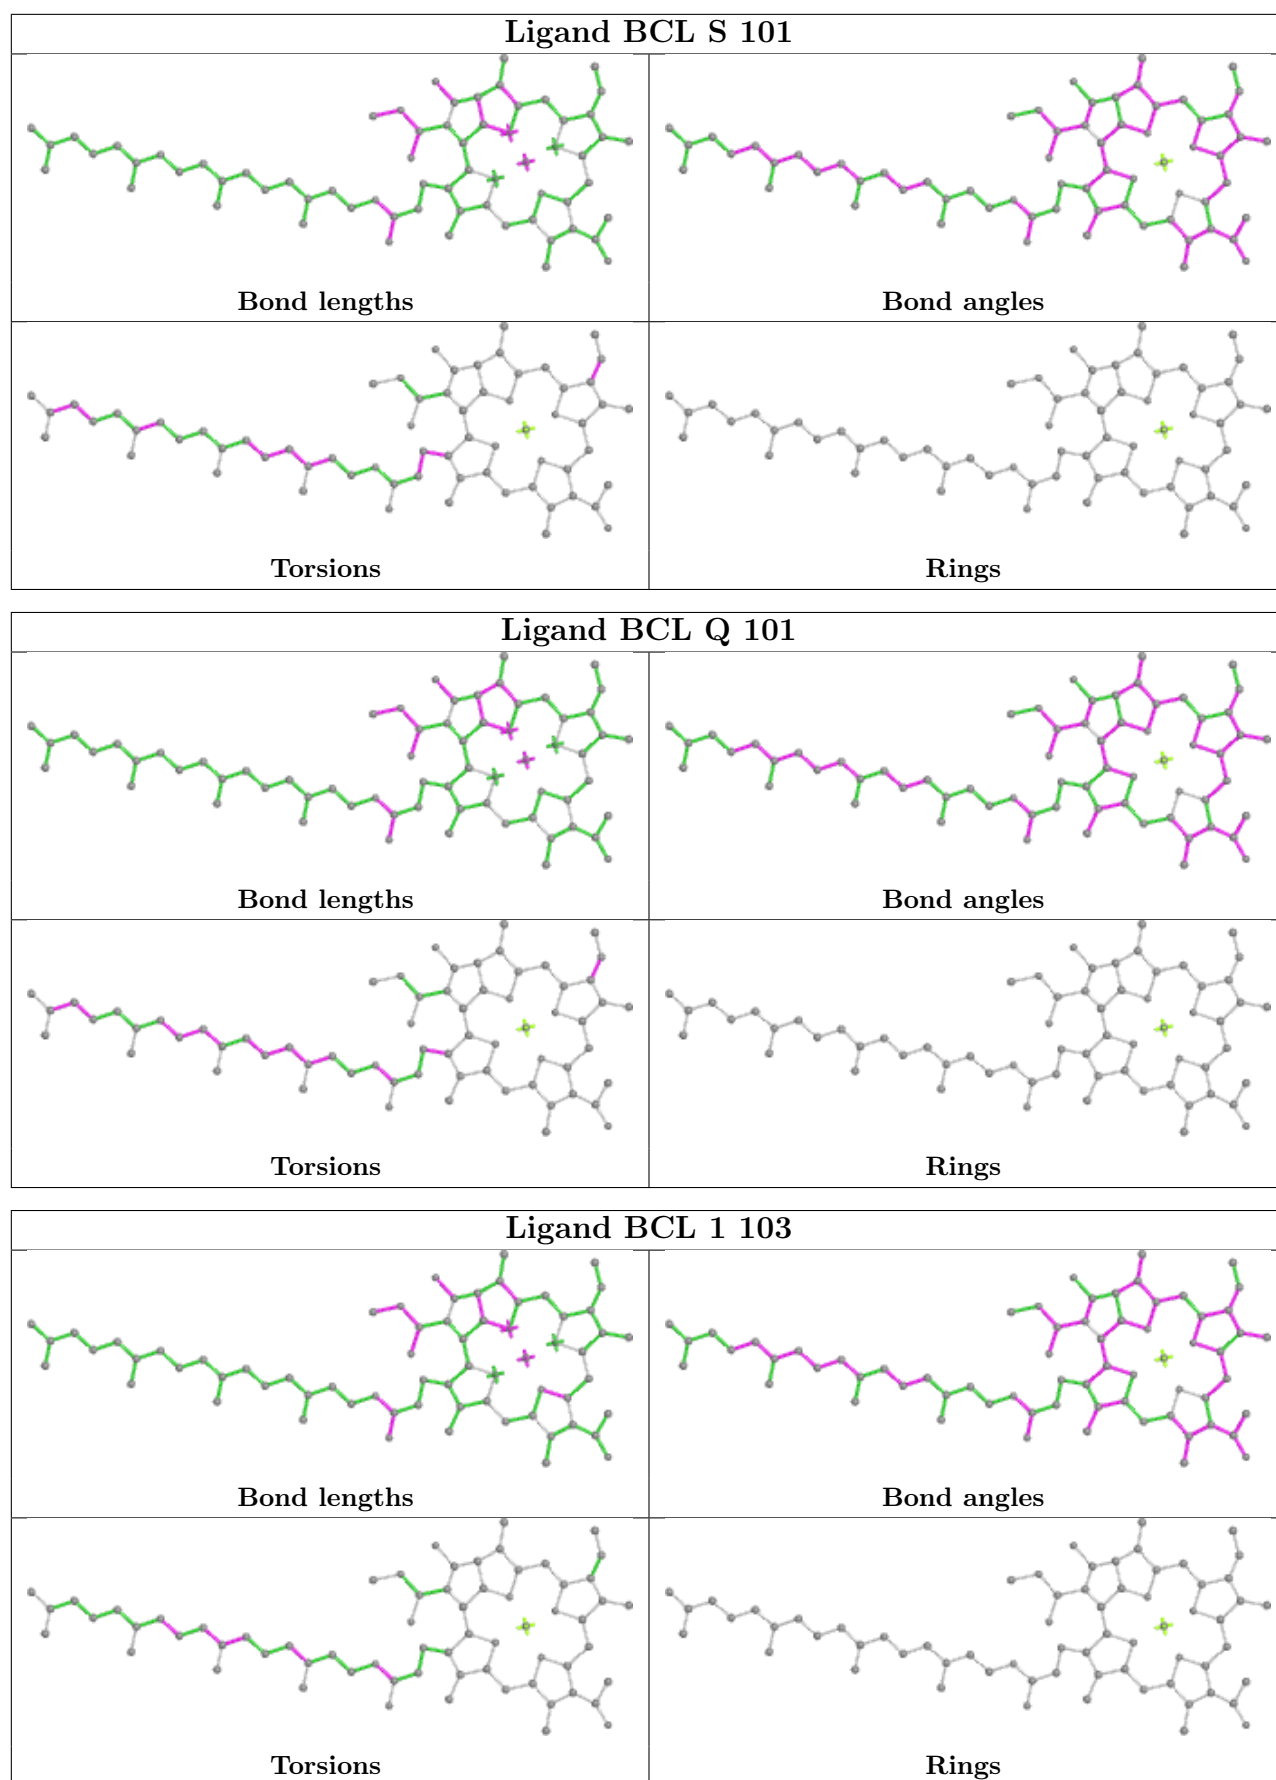 Ligand BCL S 101
Bond lengths
Bond angles
Torsions
Rings
Ligand BCL Q 101
Bond lengths
Bond angles
Torsions
Rings
Ligand BCL 1 103
Bond lengths
Bond angles
Torsions
Rings